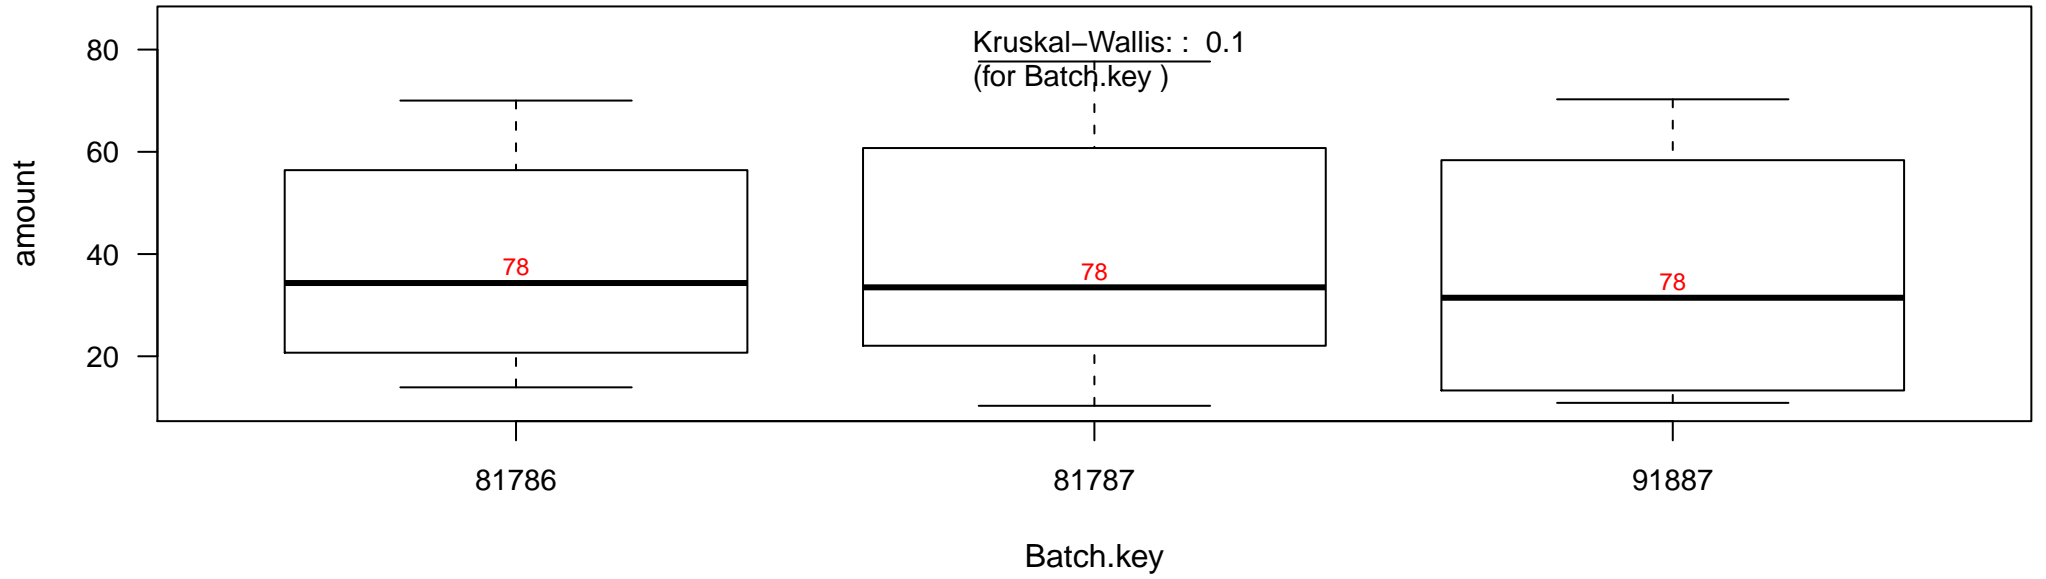 Kruskal−Wallis: : 0.1
(for Batch.key )
80
60
40
20
amount
78
78
78
81786
81787
91887
Batch.key